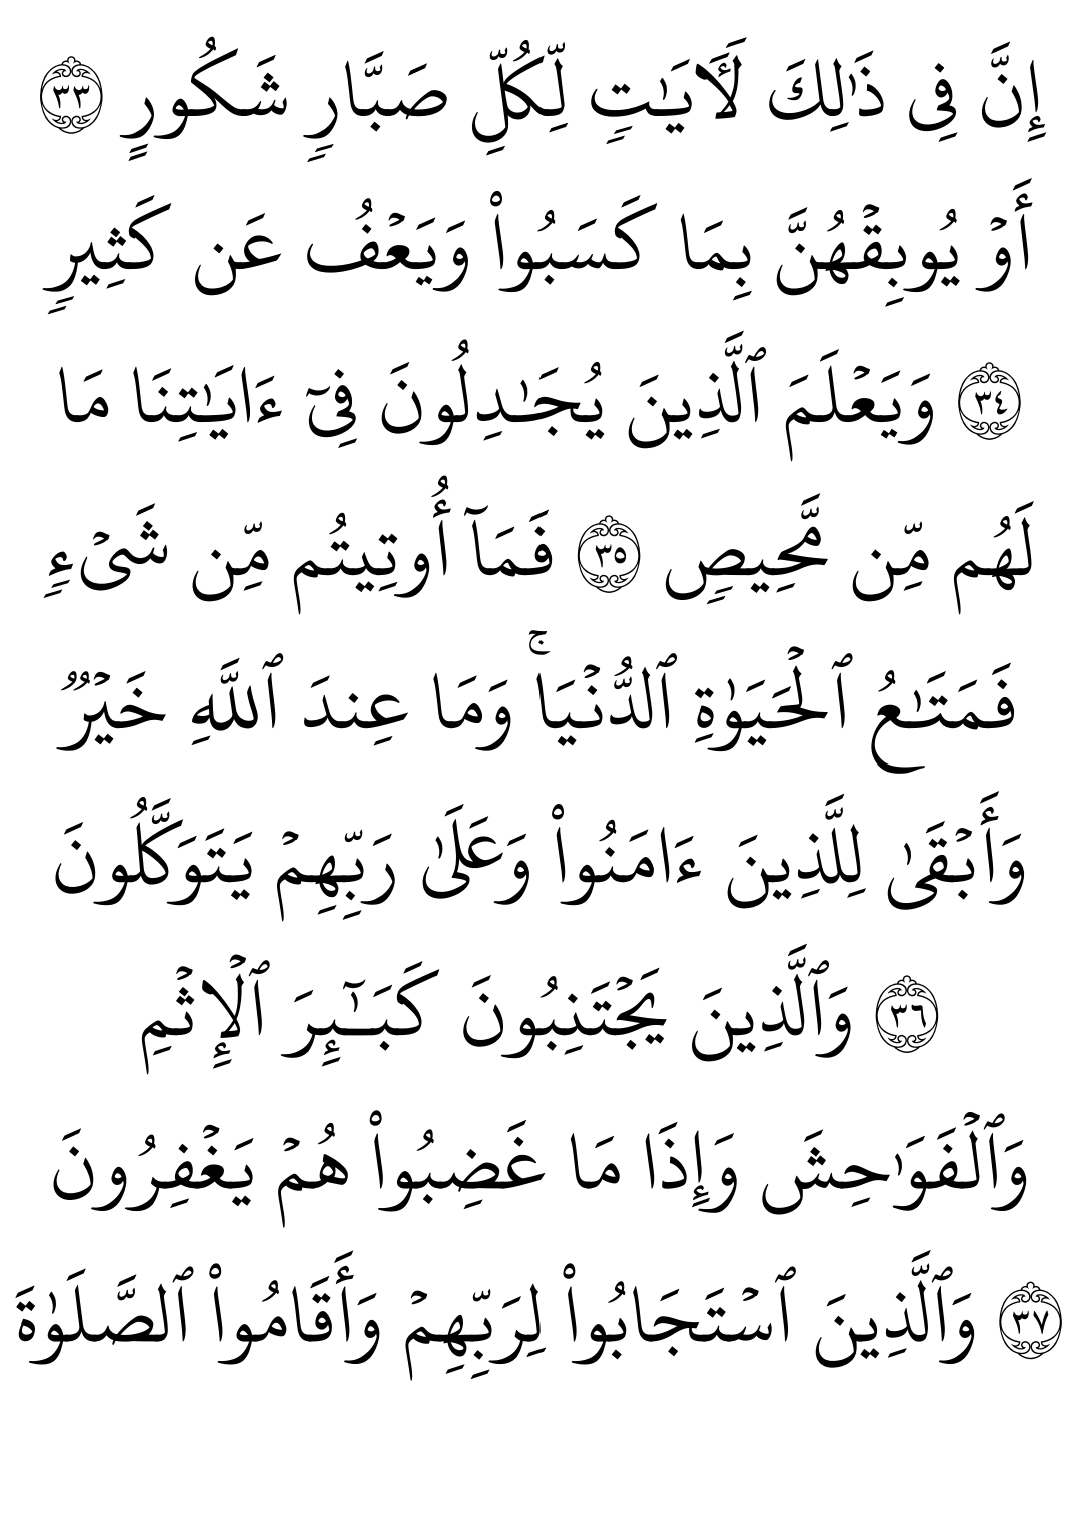 إِنَّ فِى ذَٰلِكَ لَـَٔايَـٰتٍۢ لِّكُلِّ صَبَّارٍۢ شَكُورٍ ٣٣
أَوْ يُوبِقْهُنَّ بِمَا كَسَبُوا۟ وَيَعْفُ عَن كَثِيرٍۢ
٣٤ وَيَعْلَمَ ٱلَّذِينَ يُجَـٰدِلُونَ فِىٓ ءَايَـٰتِنَا مَا
لَهُم مِّن مَّحِيصٍۢ ٣٥ فَمَآ أُوتِيتُم مِّن شَىْءٍۢ
فَمَتَـٰعُ ٱلْحَيَوٰةِ ٱلدُّنْيَا ۚ وَمَا عِندَ ٱللَّهِ خَيْرٌۭ
وَأَبْقَىٰ لِلَّذِينَ ءَامَنُوا۟ وَعَلَىٰ رَبِّهِمْ يَتَوَكَّلُونَ
٣٦ وَٱلَّذِينَ يَجْتَنِبُونَ كَبَـٰٓئِرَ ٱلْإِثْمِ
وَٱلْفَوَٰحِشَ وَإِذَا مَا غَضِبُوا۟ هُمْ يَغْفِرُونَ
٣٧ وَٱلَّذِينَ ٱسْتَجَابُوا۟ لِرَبِّهِمْ وَأَقَامُوا۟ ٱلصَّلَوٰةَ